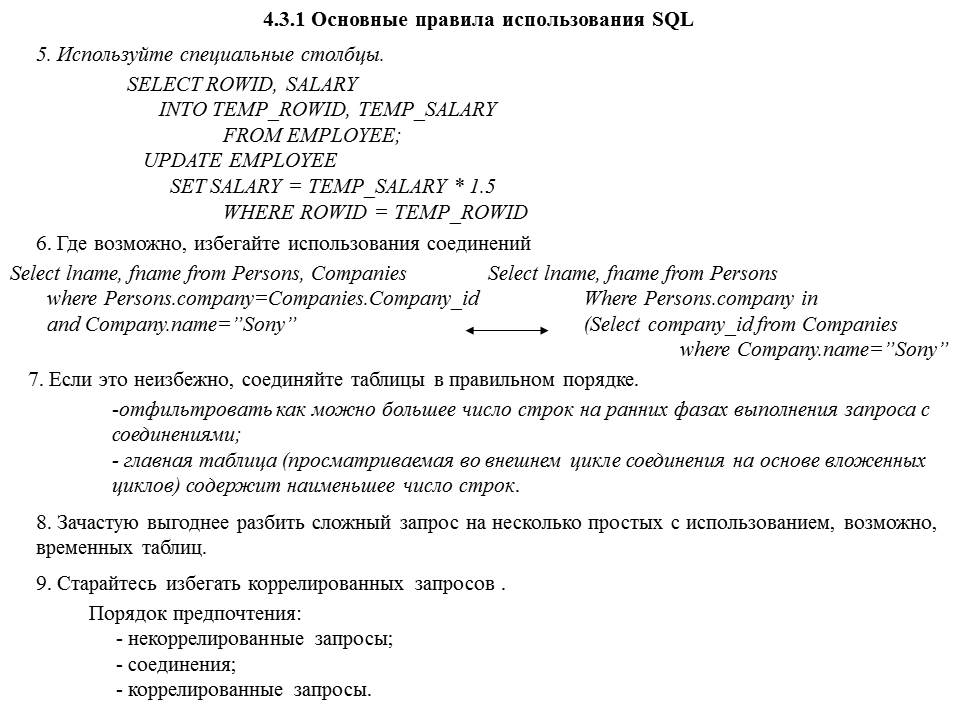 4.3.1 Основные правила использования SQL
5. Используйте специальные столбцы.
SELECT ROWID, SALARY
INTO TEMP_ROWID, TEMP_SALARY
FROM EMPLOYEE;
UPDATE EMPLOYEE
SET SALARY = TEMP_SALARY * 1.5
WHERE ROWID = TEMP_ROWID
6. Где возможно, избегайте использования соединений
Select lname, fname from Persons, Companies
where Persons.company=Companies.Company_id
and Company.name=”Sony”
Select lname, fname from Persons
Where Persons.company in
(Select company_id from Companies
where Company.name=”Sony”
7. Если это неизбежно, соединяйте таблицы в правильном порядке.
-отфильтровать как можно большее число строк на ранних фазах выполнения запроса с
соединениями;
- главная таблица (просматриваемая во внешнем цикле соединения на основе вложенных
циклов) содержит наименьшее число строк.
8. Зачастую выгоднее разбить сложный запрос на несколько простых с использованием, возможно,
временных таблиц.
9. Старайтесь избегать коррелированных запросов .
Порядок предпочтения:
- некоррелированные запросы;
- соединения;
- коррелированные запросы.